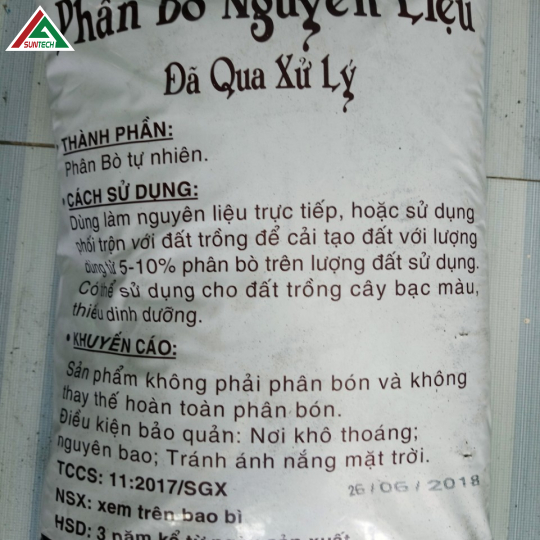 SUNTECH
Phân Bò Nguyên Liệu
Đã Qua Xử Lý
THÀNH PHẦN:
Phân Bò tự nhiên.
• CÁCH SỬ DỤNG:
Dùng làm nguyên liệu trực tiếp, hoặc sử dụng
phối trộn với đất trồng để cải tạo đất với lượng
dùng từ 5-10% phân bò trên lượng đất sử dụng.
Có thể sử dụng cho đất trồng cây bạc màu,
thiếu dinh dưỡng.
• KHUYẾN CÁO:
Sản phẩm không phải phân bón và không
thay thế hoàn toàn phân bón.
Điều kiện bảo quản: Nơi khô thoáng;
nguyên bao; Tránh ánh nắng mặt trời.
TCCS: 11:2017/SGX
NSX: xem trên bao bì 26/06/2018
HSD: 3 năm kể từ ngày sản xuất